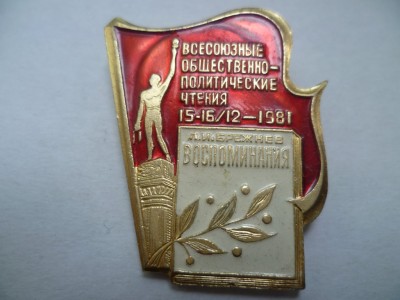 ВСЕСОЮЗНЫЕ
ОБЩЕСТВЕННО-
ПОЛИТИЧЕСКИЕ
ЧТЕНИЯ
15-16/12-1981
Л.И.БРЕЖНЕВ
ВОСПОМИНАНИЯ